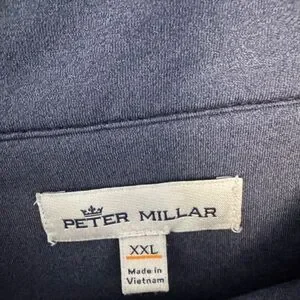 PETER MILLAR
XXL
Made in
Vietnam